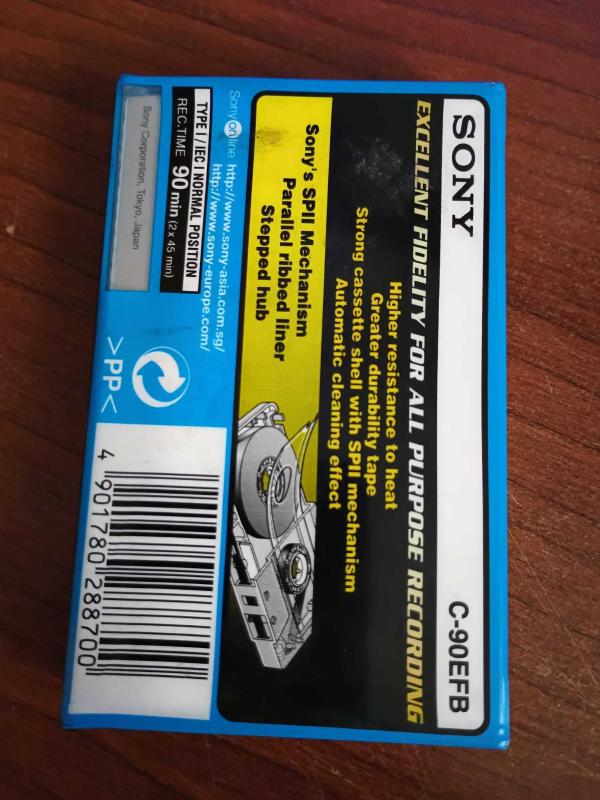 SONY
C-90EFB
EXCELLENT FIDELITY FOR ALL PURPOSE RECORDING
Higher resistance to heat
Greater durability tape
Strong cassette shell with SPII mechanism
Automatic cleaning effect
Sony's SPII Mechanism
Parallel ribbed liner
Stepped hub
Sony online http://www.sony-asia.com.sg/
http://www.sony-europe.com/
TYPE I / IEC I NORMAL POSITION
REC.TIME 90 min (2 x 45 min)
Sony Corporation, Tokyo, Japan
>PP<
4 901780 288700